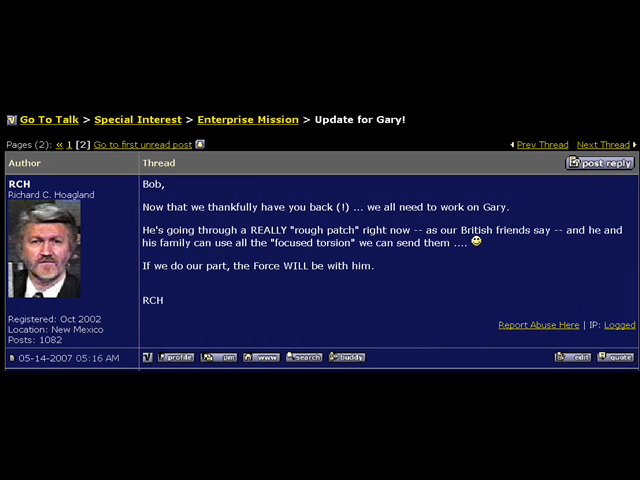 Go To Talk > Special Interest > Enterprise Mission > Update for Gary!
Pages (2): « 1 [2] Go to first unread post
Prev Thread Next Thread
Author Thread post reply
RCH
Richard C. Hoagland
Registered: Oct 2002
Location: New Mexico
Posts: 1082
Bob,
Now that we thankfully have you back (!) ... we all need to work on Gary.
He's going through a REALLY "rough patch" right now -- as our British friends say -- and he and
his family can use all the "focused torsion" we can send them ....
If we do our part, the Force WILL be with him.
RCH
Report Abuse Here | IP: Logged
05-14-2007 05:16 AM profile pm www search buddy edit quote